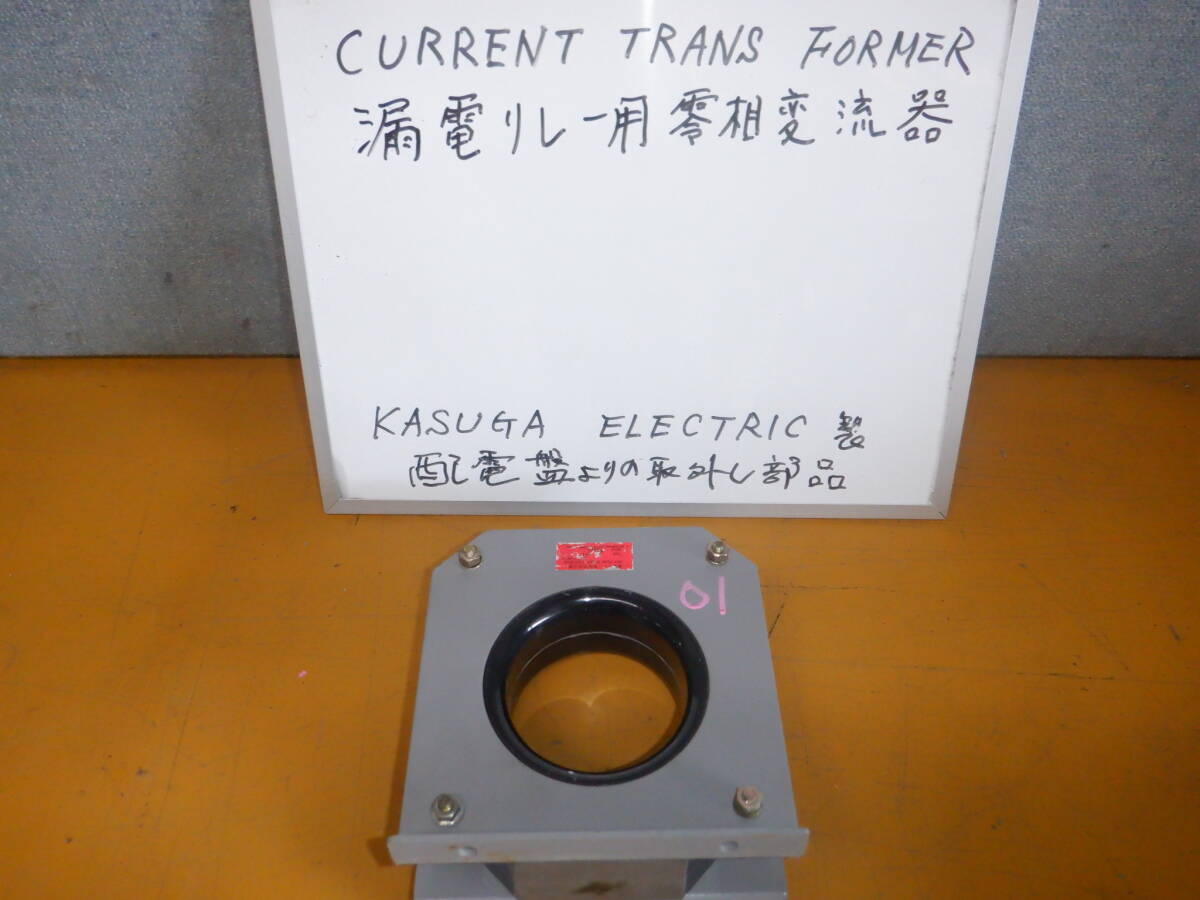 CURRENT TRANS FORMER
漏電リレー用零相変流器
KASUGA ELECTRIC 製
配電盤よりの取外し部品
01